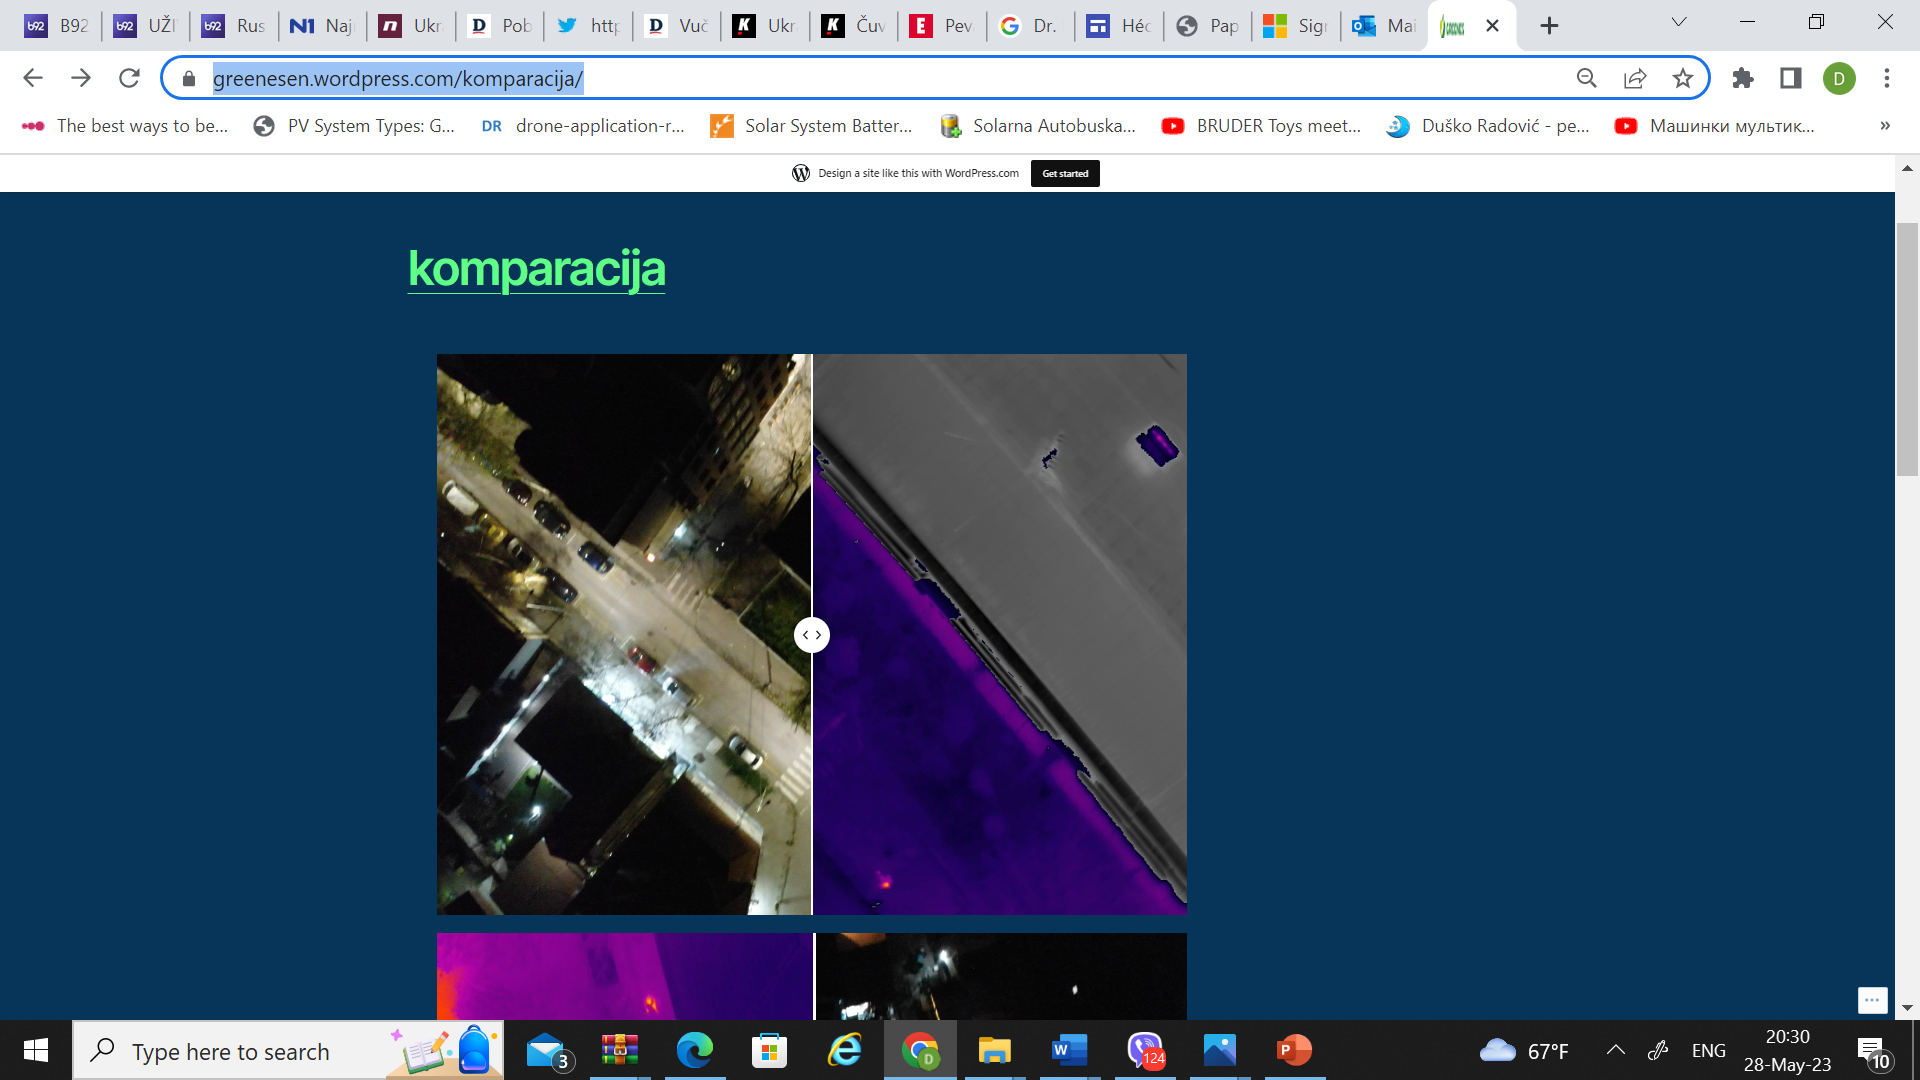 B92
UŽI
Rus
Naj
Ukr
Pob
http
Vuč
Ukr
Čuv
Pev
Dr.
Héc
Pap
Sign
Mai
greenesen.wordpress.com/komparacija/
D
The best ways to be...
PV System Types: G...
DR drone-application-r...
Solar System Batter...
Solarna Autobuska...
BRUDER Toys meet...
Duško Radović - pe...
Машинки мультик...
»
Design a site like this with WordPress.com
Get started
komparacija
Type here to search
3
D
W
124
P
67°F
ENG
20:30
28-May-23
10